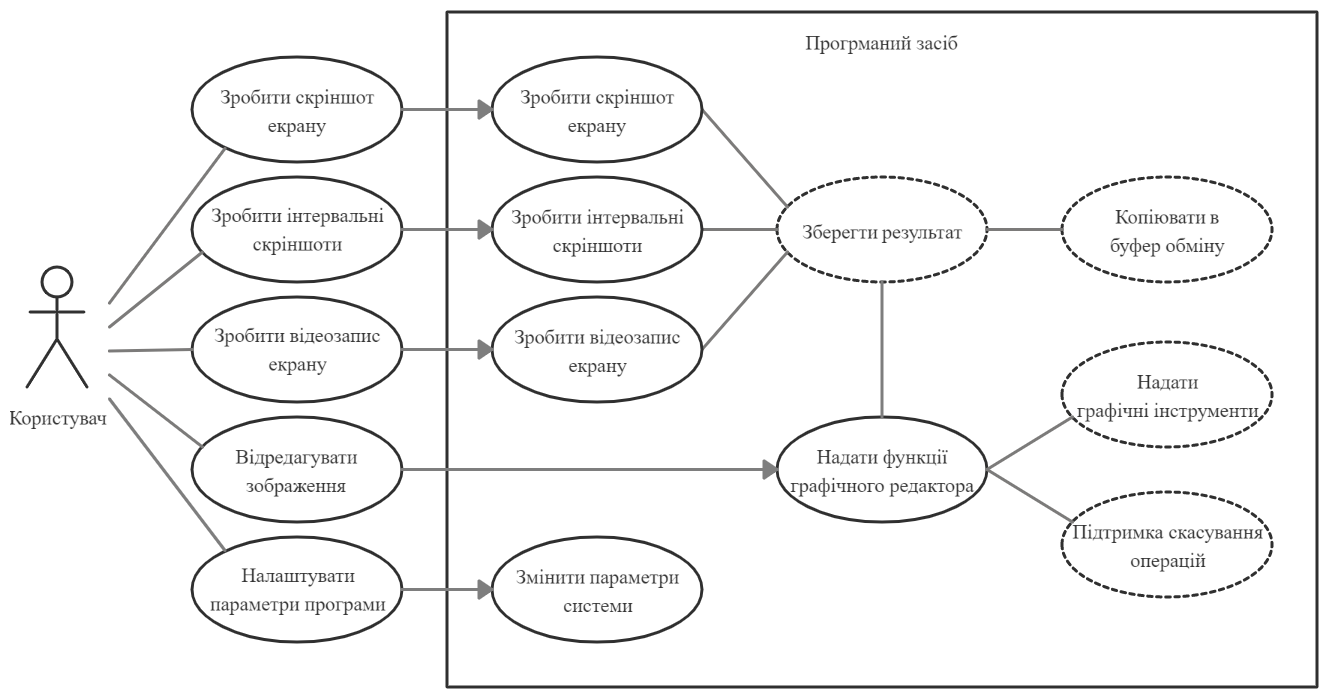 Прогрманий засіб
Зробити скріншот
екрану
Зробити скріншот
екрану
Зробити інтервальні
скріншоти
Зробити інтервальні
скріншоти
Зберегти результат
Копіювати в
буфер обміну
Зробити відеозапис
екрану
Зробити відеозапис
екрану
Користувач
Надати
графічні інструменти
Відредагувати
зображення
Надати функції
графічного редактора
Підтримка скасування
операцій
Налаштувати
параметри програми
Змінити параметри
системи